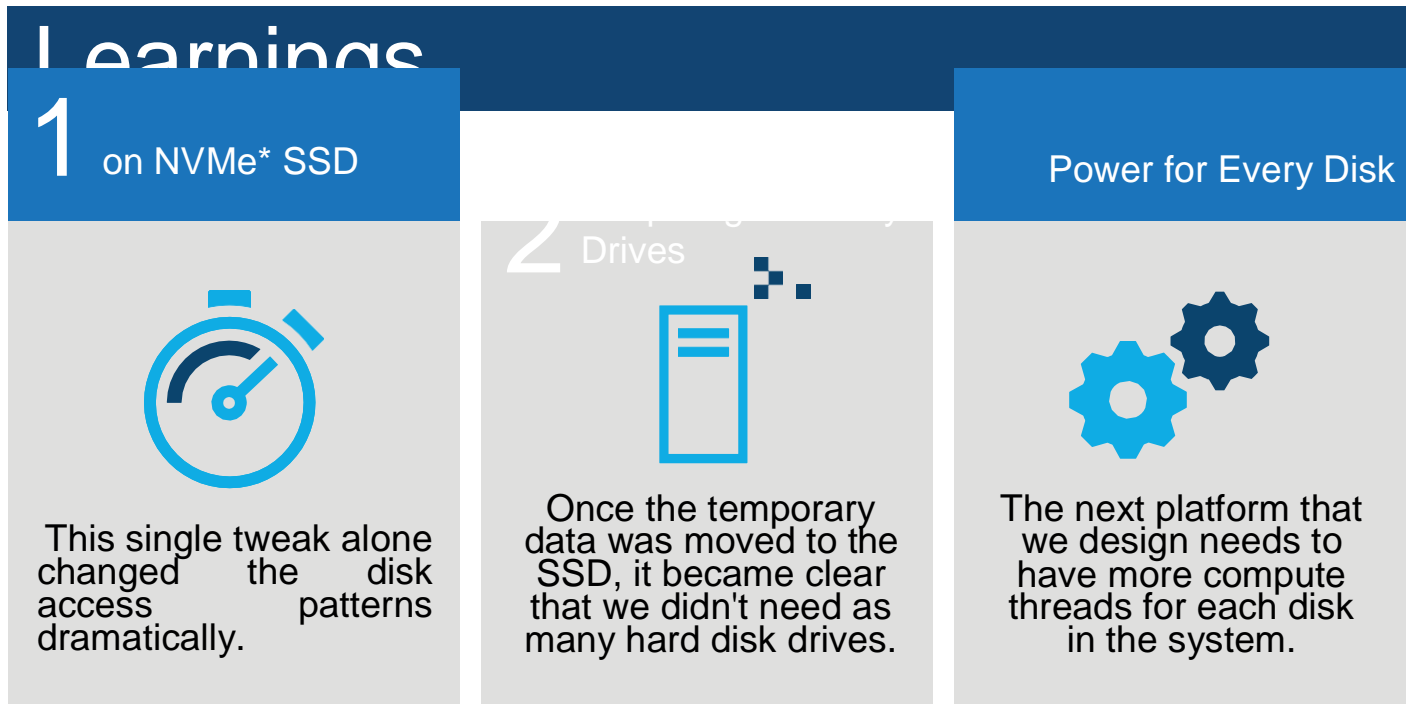 Learnings
1
on NVMe* SSD
2
Drives
Power for Every Disk
This single tweak alone
changed the disk
access patterns
dramatically.
Once the temporary
data was moved to the
SSD, it became clear
that we didn't need as
many hard disk drives.
The next platform that
we design needs to
have more compute
threads for each disk
in the system.